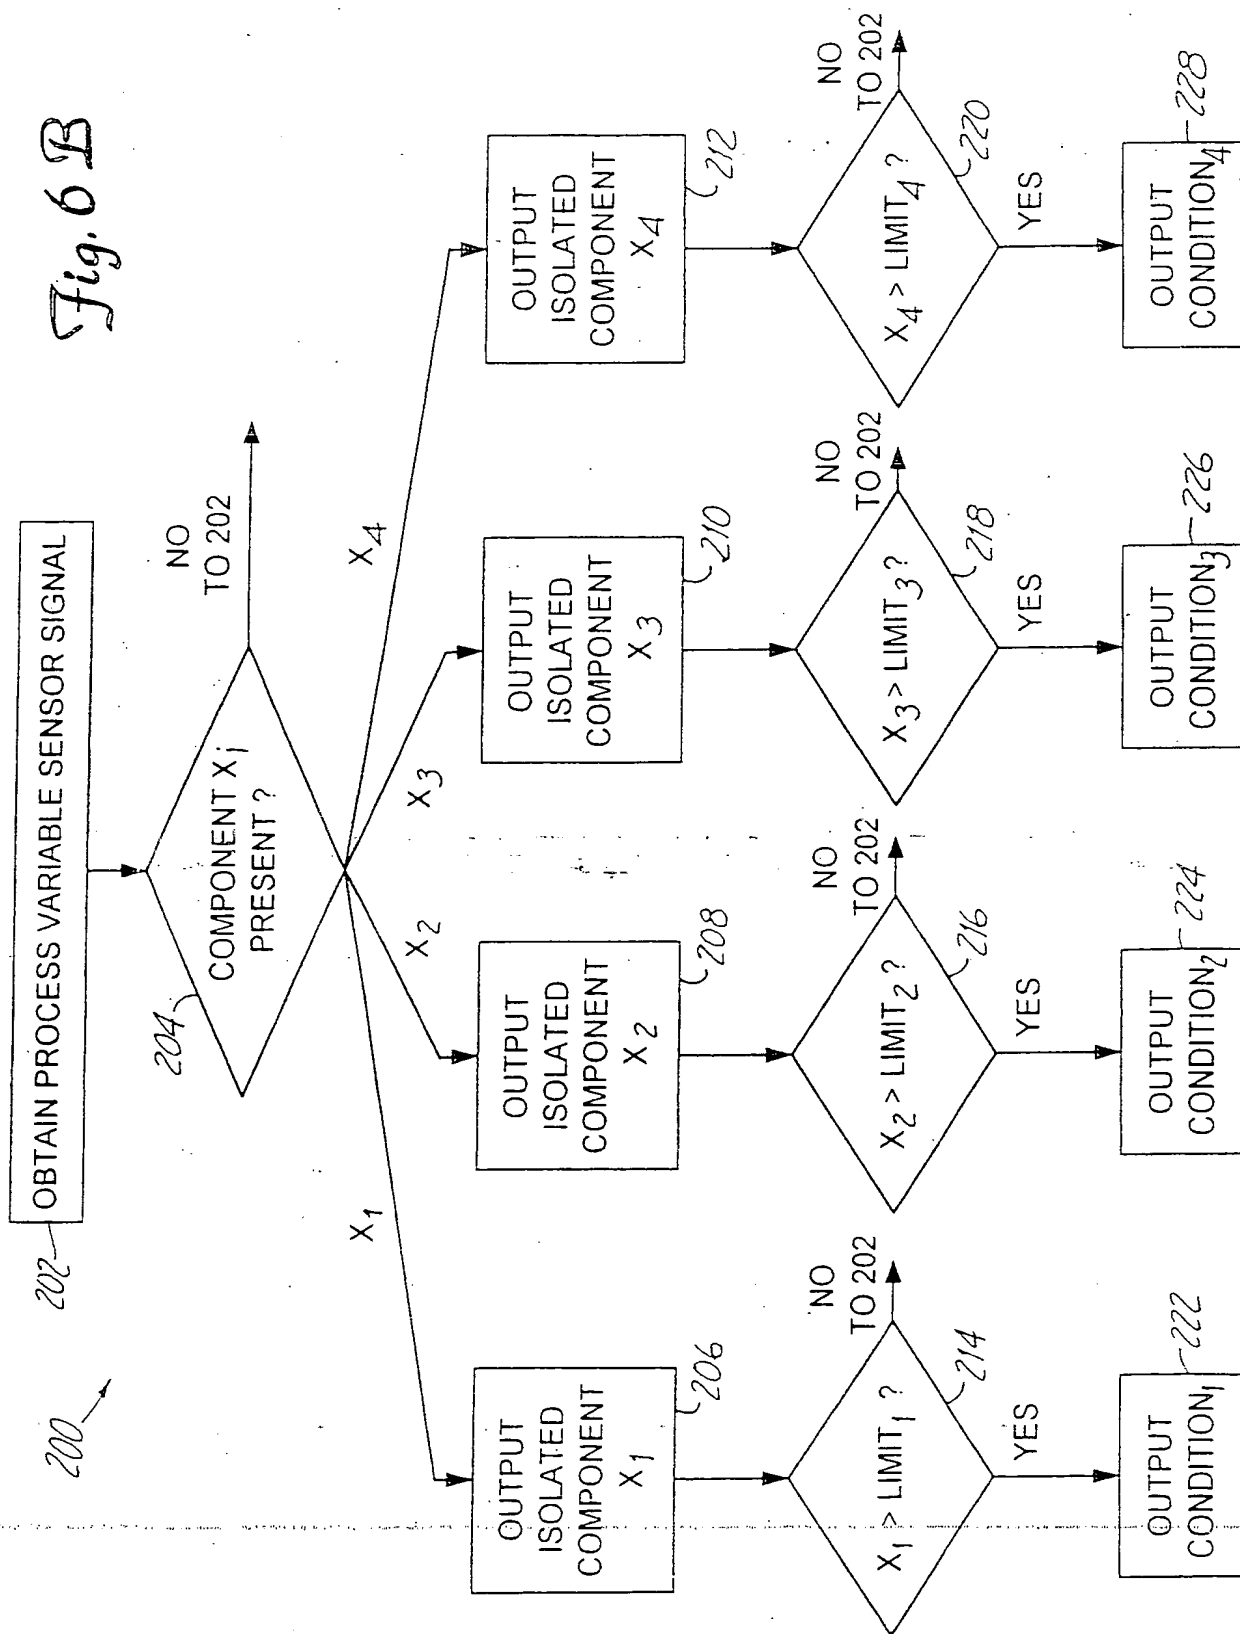 Fig. 6B
200
202
OBTAIN PROCESS VARIABLE SENSOR SIGNAL
204
COMPONENT Xi
PRESENT ?
NO
TO 202
X1
X2
X3
X4
OUTPUT
ISOLATED
COMPONENT
X1
206
OUTPUT
ISOLATED
COMPONENT
X2
208
OUTPUT
ISOLATED
COMPONENT
X3
210
OUTPUT
ISOLATED
COMPONENT
X4
212
X1 > LIMIT1 ?
214
NO
TO 202
YES
X2 > LIMIT2 ?
216
NO
TO 202
YES
X3 > LIMIT3 ?
218
NO
TO 202
YES
X4 > LIMIT4 ?
220
NO
TO 202
YES
OUTPUT
CONDITION1
222
OUTPUT
CONDITION2
224
OUTPUT
CONDITION3
226
OUTPUT
CONDITION4
228